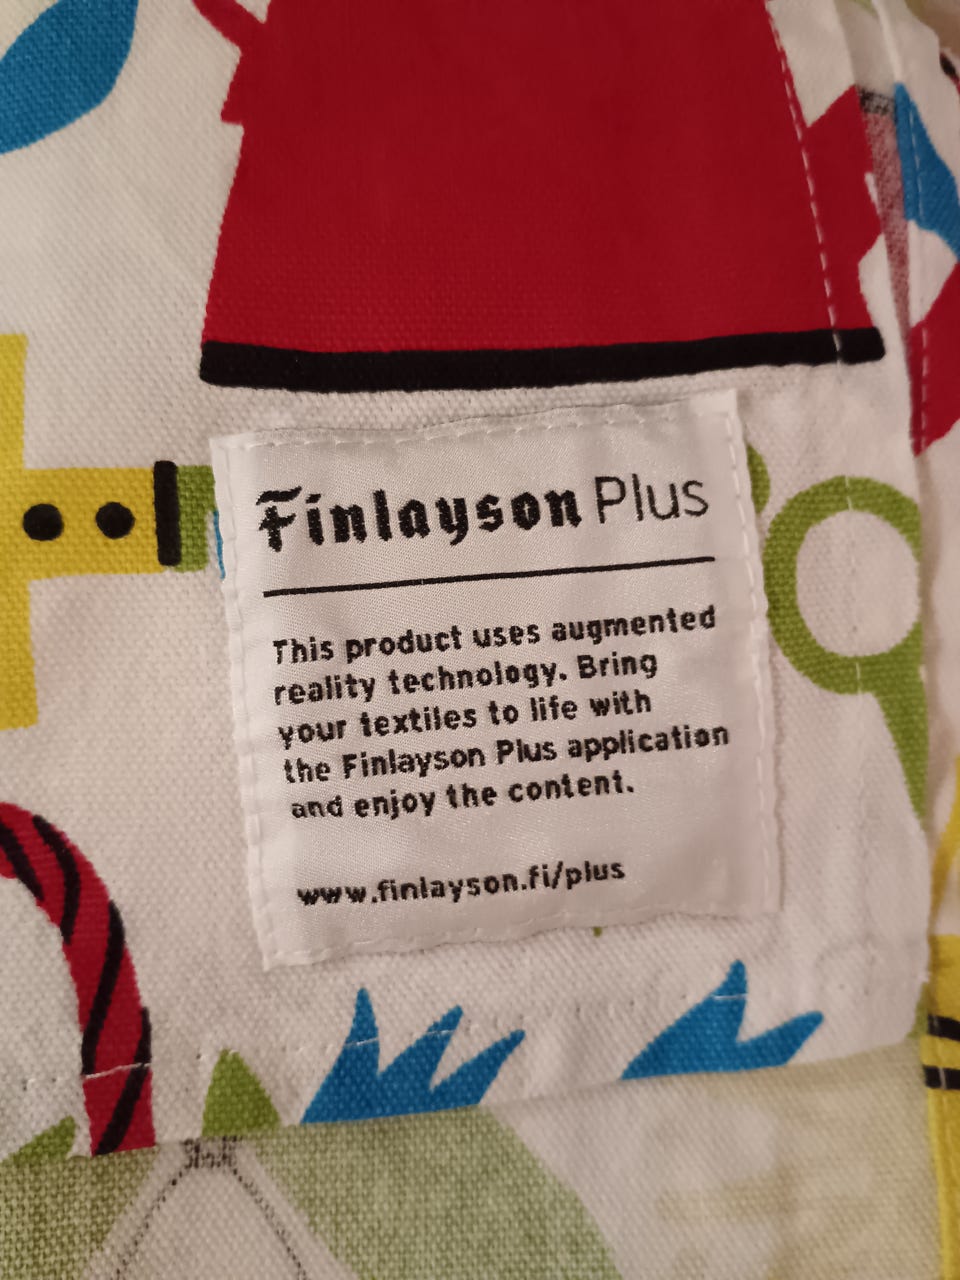 Finlayson Plus
This product uses augmented
reality technology. Bring
your textiles to life with
the Finlayson Plus application
and enjoy the content.
www.finlayson.fi/plus